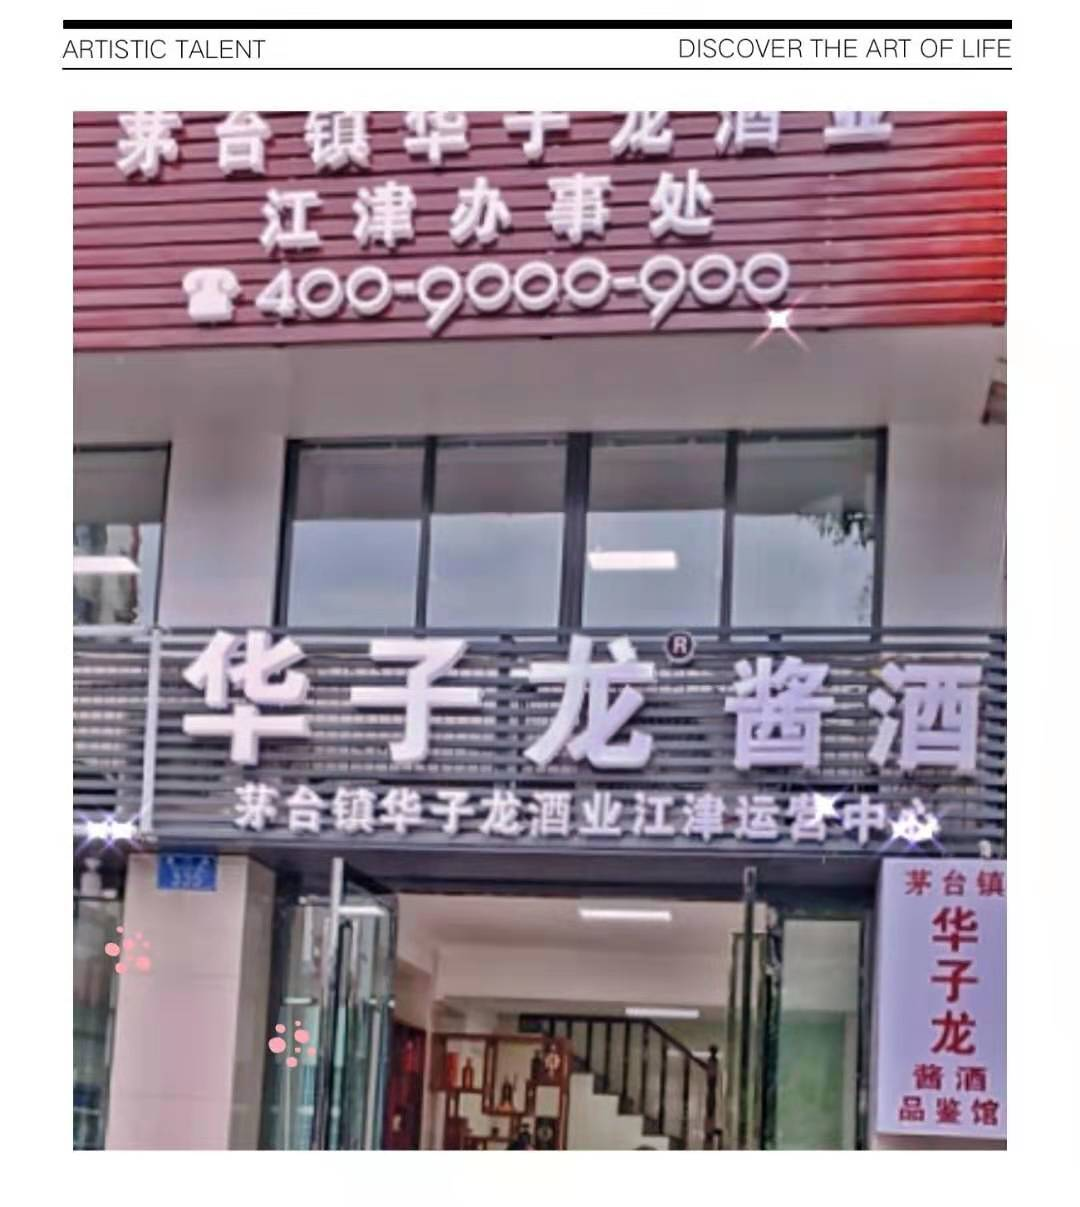 ARTISTIC TALENT
DISCOVER THE ART OF LIFE
茅台镇华子龙酒业
江津办事处
☎400-9000-900
华子龙®酱酒
茅台镇华子龙酒业江津运营中心
茅台镇
华
子
龙
酱酒
品鉴馆